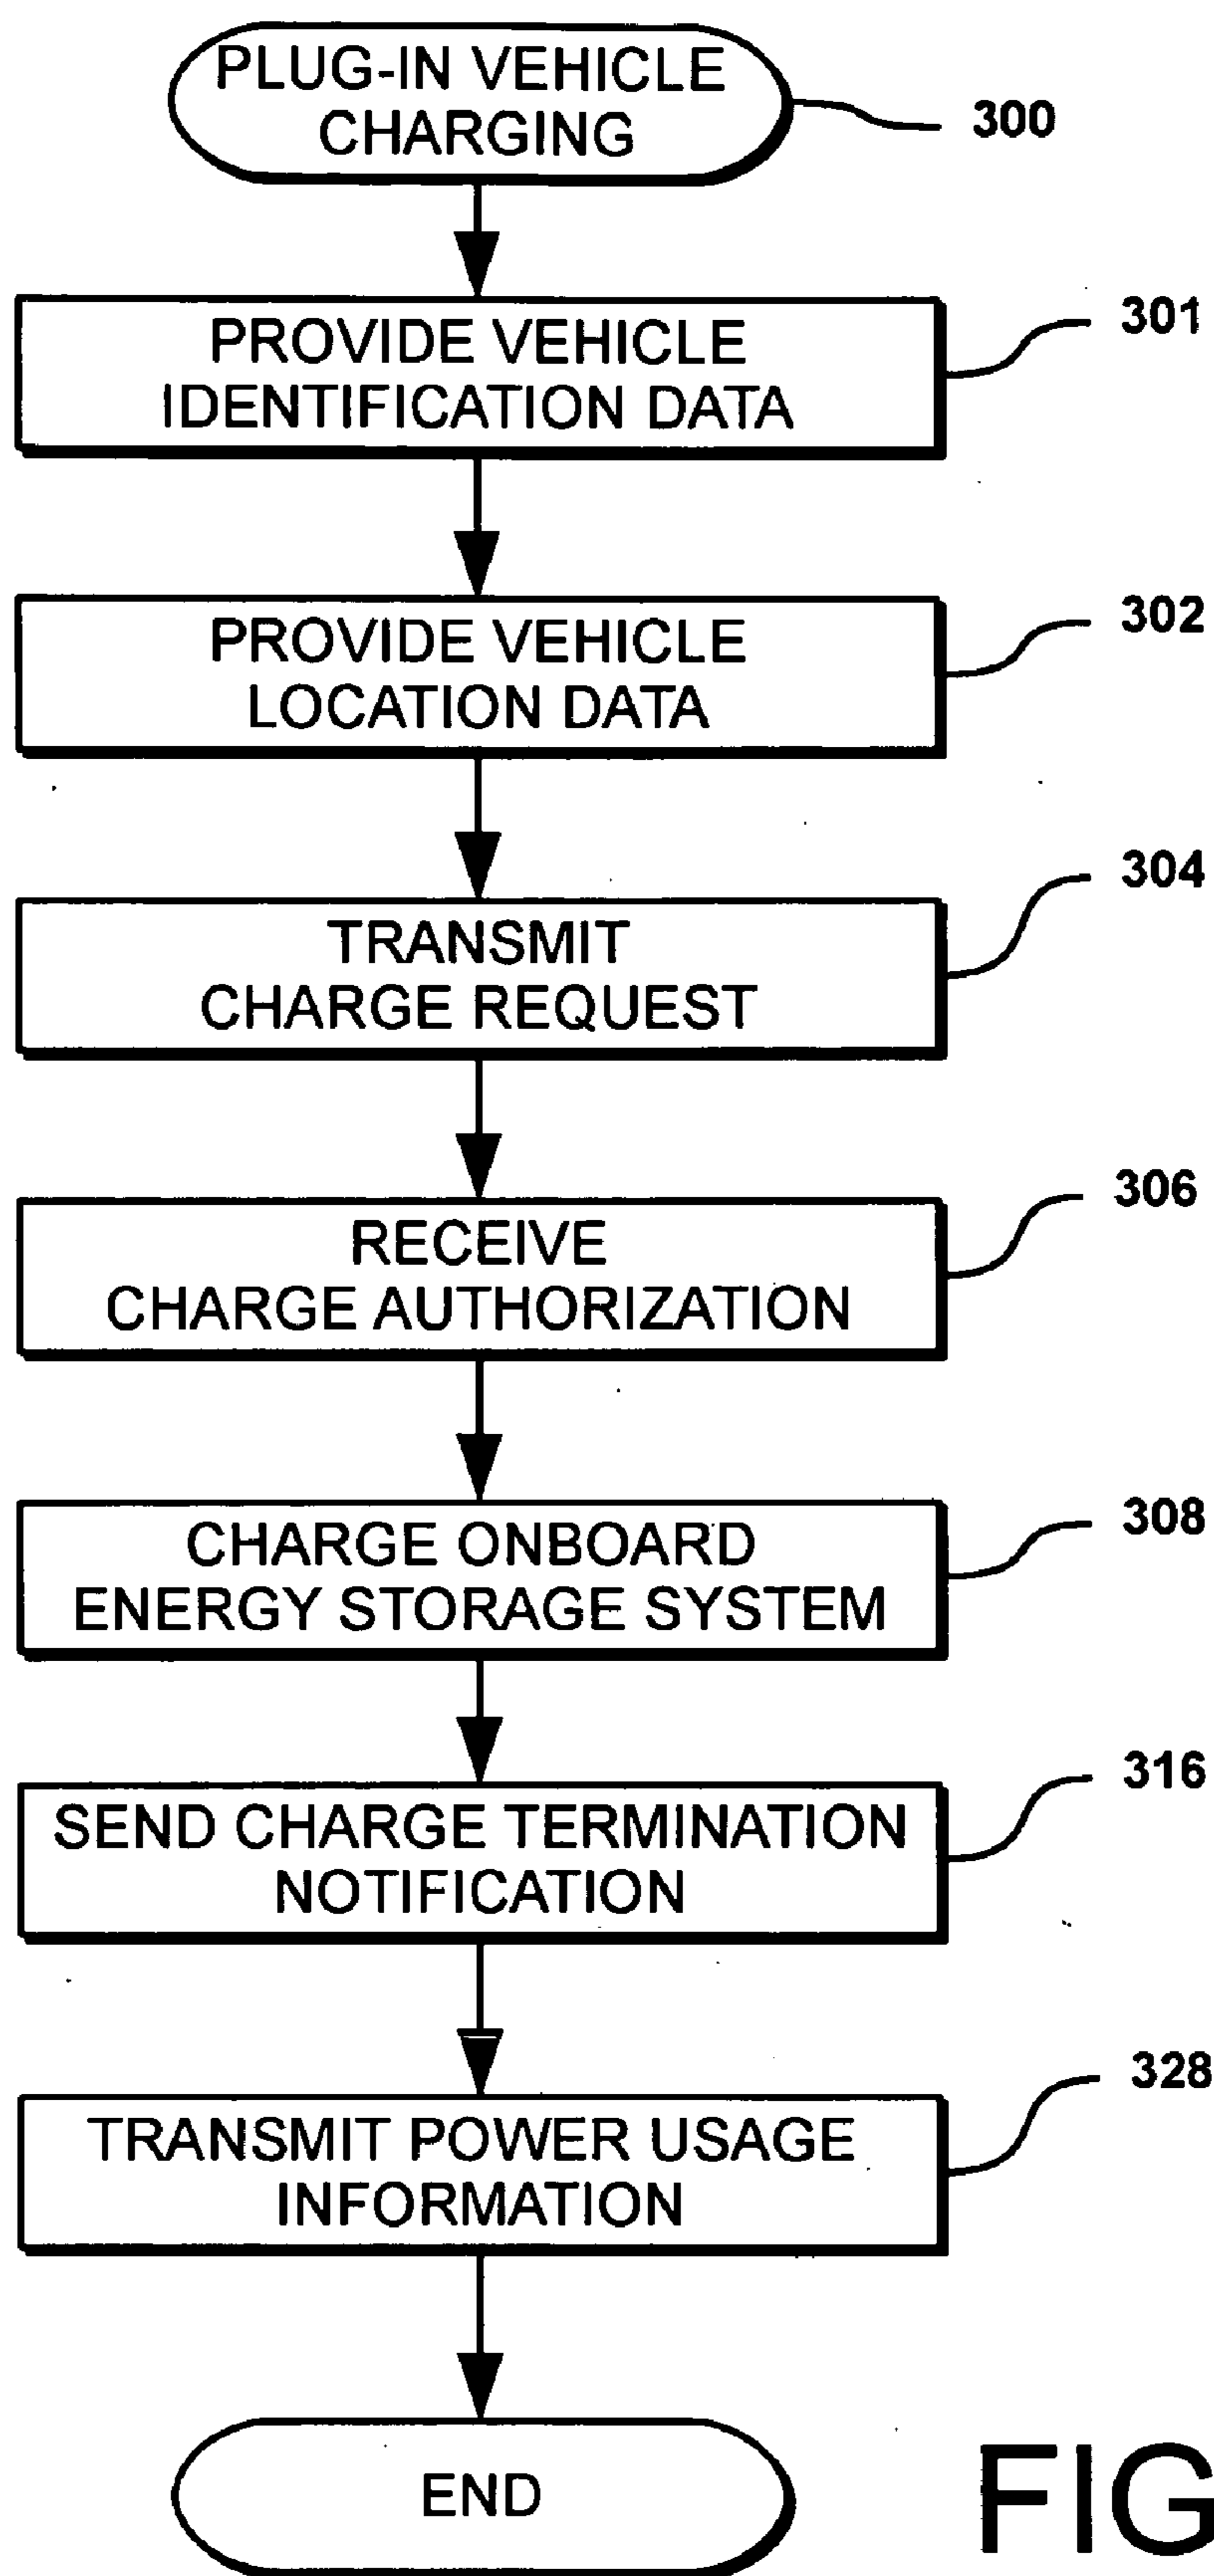 PLUG-IN VEHICLE
CHARGING
300
PROVIDE VEHICLE
IDENTIFICATION DATA
301
PROVIDE VEHICLE
LOCATION DATA
302
TRANSMIT
CHARGE REQUEST
304
RECEIVE
CHARGE AUTHORIZATION
306
CHARGE ONBOARD
ENERGY STORAGE SYSTEM
308
SEND CHARGE TERMINATION
NOTIFICATION
316
TRANSMIT POWER USAGE
INFORMATION
328
END
FIG